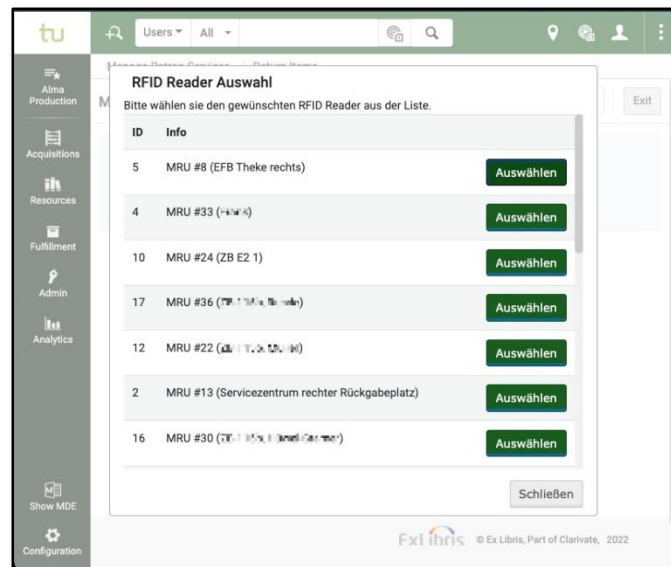 tu
Users
All
Alma
Production
Acquisitions
Resources
Fulfillment
Admin
Analytics
Show MDE
Configuration
Exit
RFID Reader Auswahl
Bitte wählen sie den gewünschten RFID Reader aus der Liste.
ID Info
5 MRU #8 (EFB Theke rechts) Auswählen
4 MRU #33 ( ) Auswählen
10 MRU #24 (ZB E2 1) Auswählen
17 MRU #36 ( ) Auswählen
12 MRU #22 ( ) Auswählen
2 MRU #13 (Servicezentrum rechter Rückgabeplatz) Auswählen
16 MRU #30 ( ) Auswählen
Schließen
ExLibris © Ex Libris, Part of Clarivate, 2022